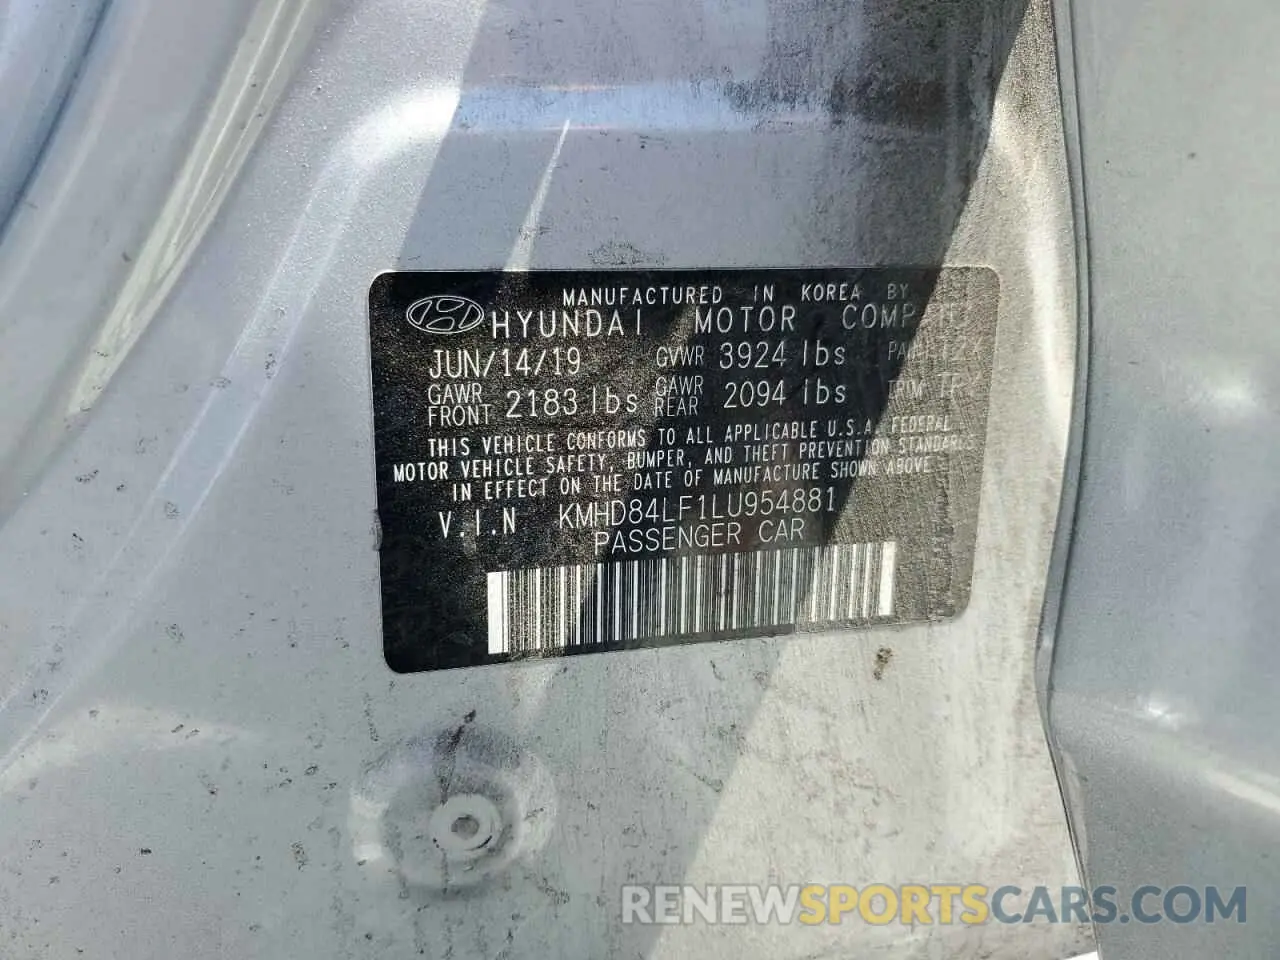 MANUFACTURED IN KOREA BY
HYUNDAI MOTOR
JUN/14/19 GVWR 3924 lbs
GAWR FRONT 2183 lbs GAWR REAR 2094 lbs TRIM
THIS VEHICLE CONFORMS TO ALL APPLICABLE U.S.A. FEDERAL
MOTOR VEHICLE SAFETY, BUMPER, AND THEFT PREVENTION STANDARDS
IN EFFECT ON THE DATE OF MANUFACTURE SHOWN ABOVE
V.I.N KMHD84LF1LU954881
PASSENGER CAR
RENEWSPORTSCARS.COM